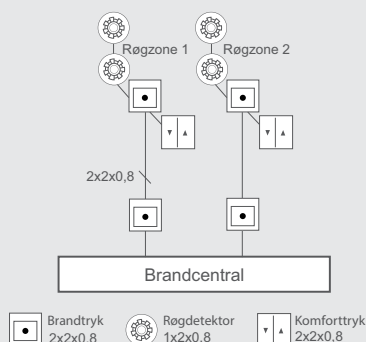 Røgzone 1
Røgzone 2
2x2x0,8
Brandcentral
Brandtryk
2x2x0,8
Røgdetektor
1x2x0,8
Komforttryk
2x2x0,8